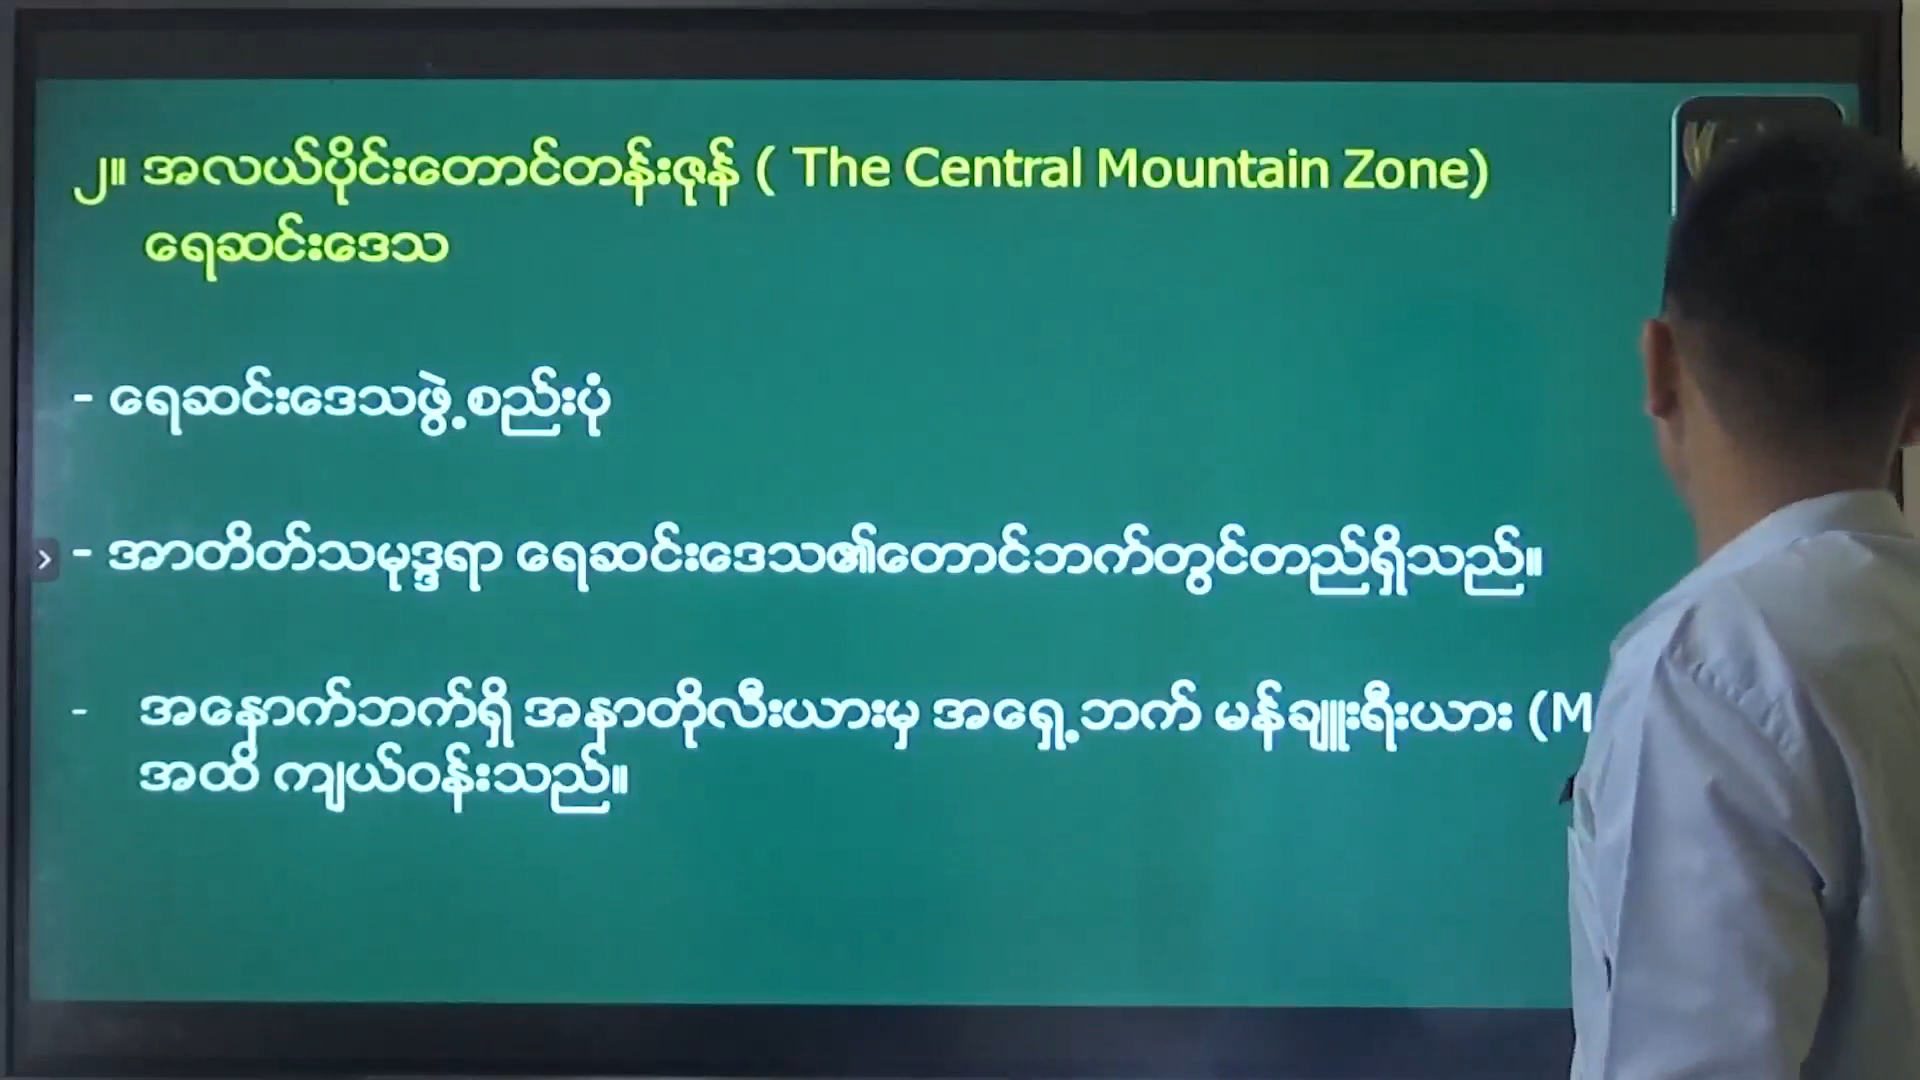 ၂။ အလယ်ပိုင်းတောင်တန်းဇုန် ( The Central Mountain Zone)
ရေဆင်းဒေသ
- ရေဆင်းဒေသဖွဲ့စည်းပုံ
- အာတိတ်သမုဒ္ဒရာ ရေဆင်းဒေသ၏တောင်ဘက်တွင်တည်ရှိသည်။
- အနောက်ဘက်ရှိ အနာတိုလီးယားမှ အရှေ့ဘက် မန်ချူးရီးယား (M
အထိ ကျယ်ဝန်းသည်။